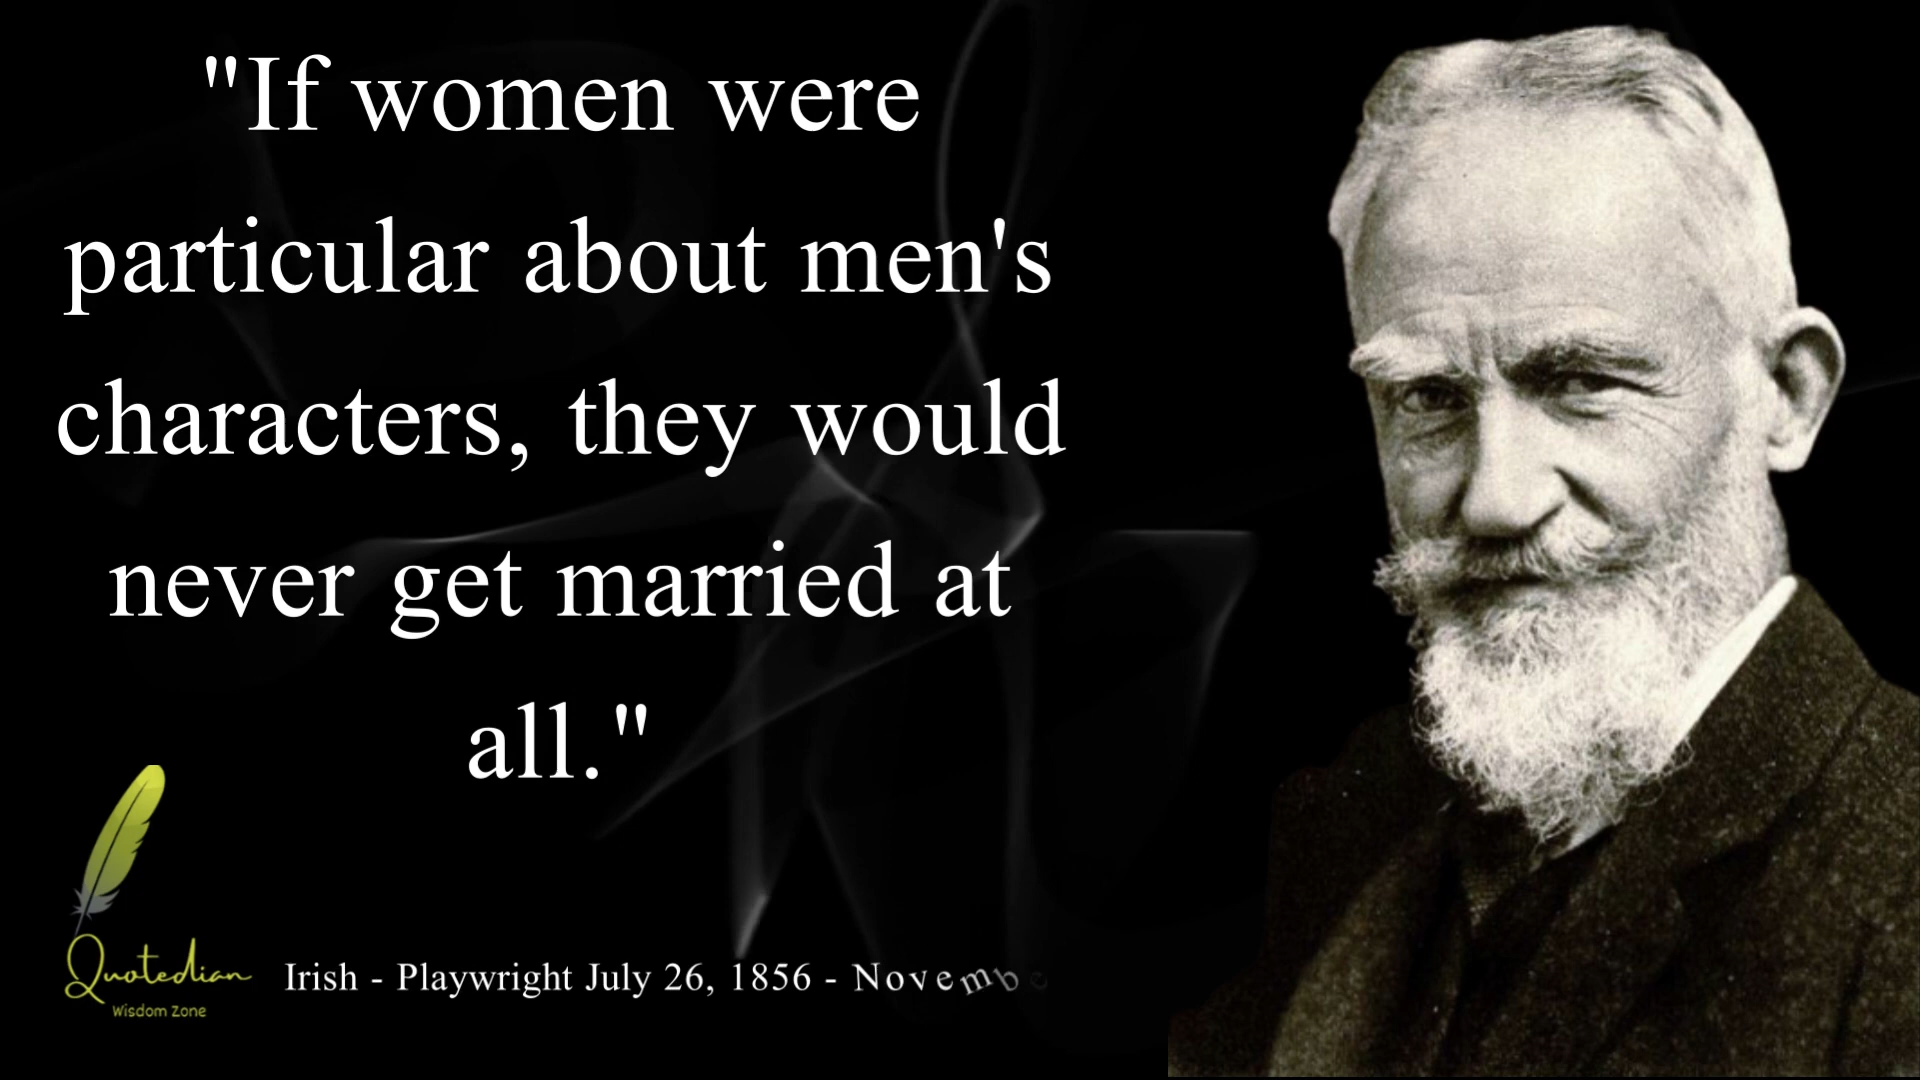 "If women were
particular about men's
characters, they would
never get married at
all."
Quotedian
Wisdom Zone
Irish - Playwright July 26, 1856 -